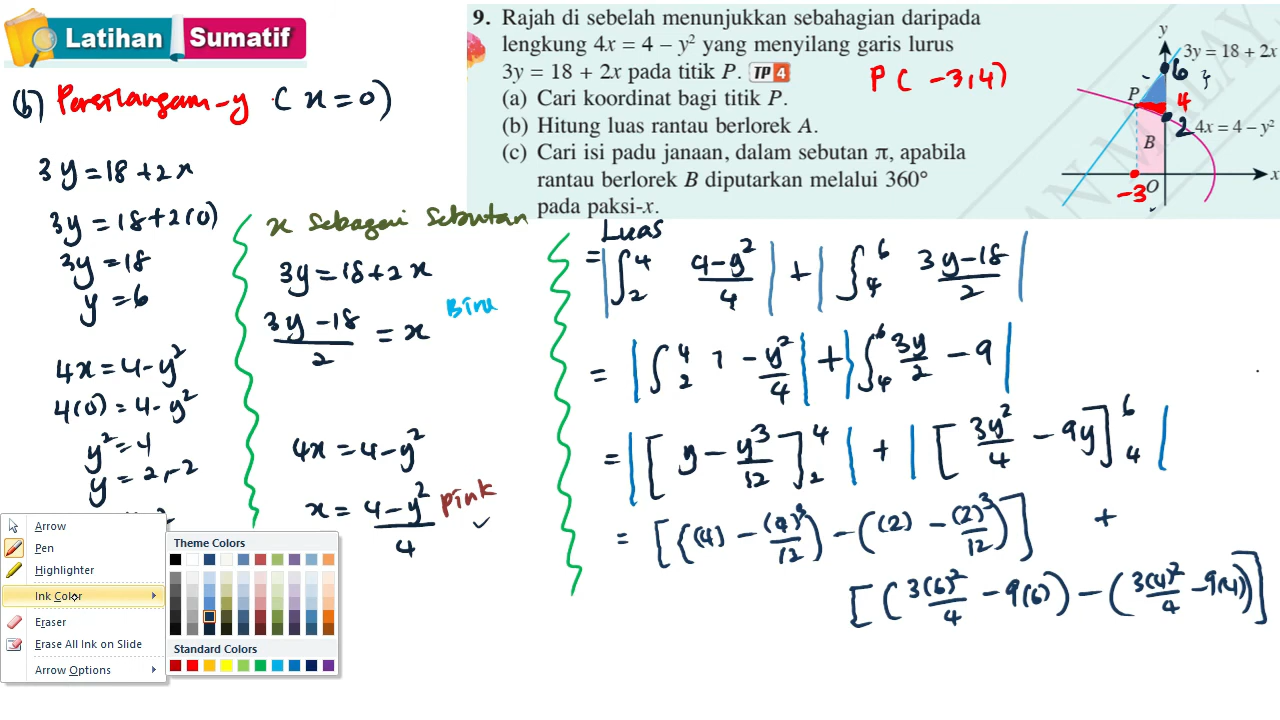 Latihan Sumatif
9. Rajah di sebelah menunjukkan sebahagian daripada
lengkung 4x = 4 – y² yang menyilang garis lurus
3y = 18 + 2x pada titik P. TP 4
P(-3,4)
(a) Cari koordinat bagi titik P.
(b) Hitung luas rantau berlorek A.
(c) Cari isi padu janaan, dalam sebutan π, apabila
rantau berlorek B diputarkan melalui 360°
pada paksi-x.
y
3y = 18 + 2x
6
P
4
2
4x = 4 – y²
B
-3
O
x
(b) Persilangan-y (x=0)
3y = 18 + 2x
3y = 18 + 2(0)
3y = 18
y = 6
4x = 4 - y²
4(0) = 4 - y²
y² = 4
y = 2, -2
x sebagai sebutan
3y = 18 + 2x
(3y - 18)/2 = x
Biru
4x = 4 - y²
x = (4 - y²)/4
pink ✓
Luas
= |∫₂⁴ (4-y²)/4| + |∫₄⁶ (3y-18)/2|
= |∫₂⁴ 1 - y²/4| + |∫₄⁶ 3y/2 - 9|
= |[y - y³/12]₂⁴| + |[3y²/4 - 9y]₄⁶|
= [((4) - (4)³/12) - ((2) - (2)³/12)] +
[(3(6)²/4 - 9(6)) - (3(4)²/4 - 9(4))]
Arrow
Pen
Highlighter
Ink Color
Eraser
Erase All Ink on Slide
Arrow Options
Theme Colors
Standard Colors